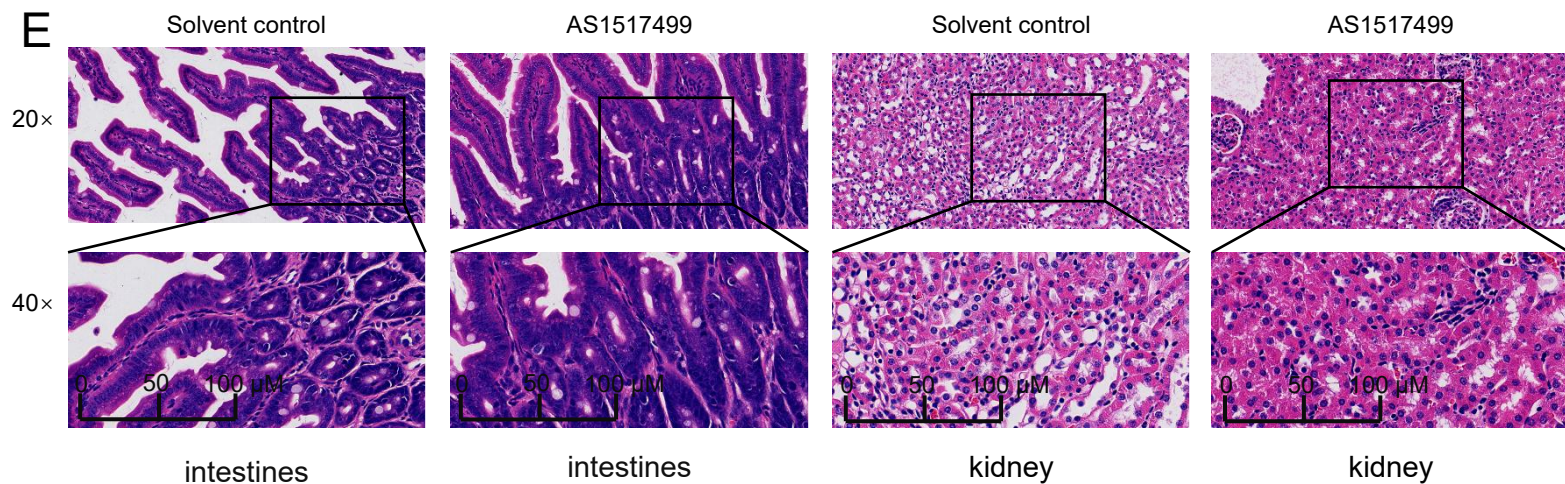 E
Solvent control
AS1517499
Solvent control
AS1517499
20×
40×
0 50 100 μM
0 50 100 μM
0 50 100 μM
0 50 100 μM
intestines
intestines
kidney
kidney